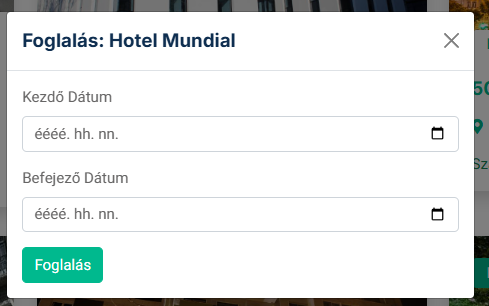 Foglalás: Hotel Mundial
Kezdő Dátum
éééé. hh. nn.
Befejező Dátum
éééé. hh. nn.
Foglalás